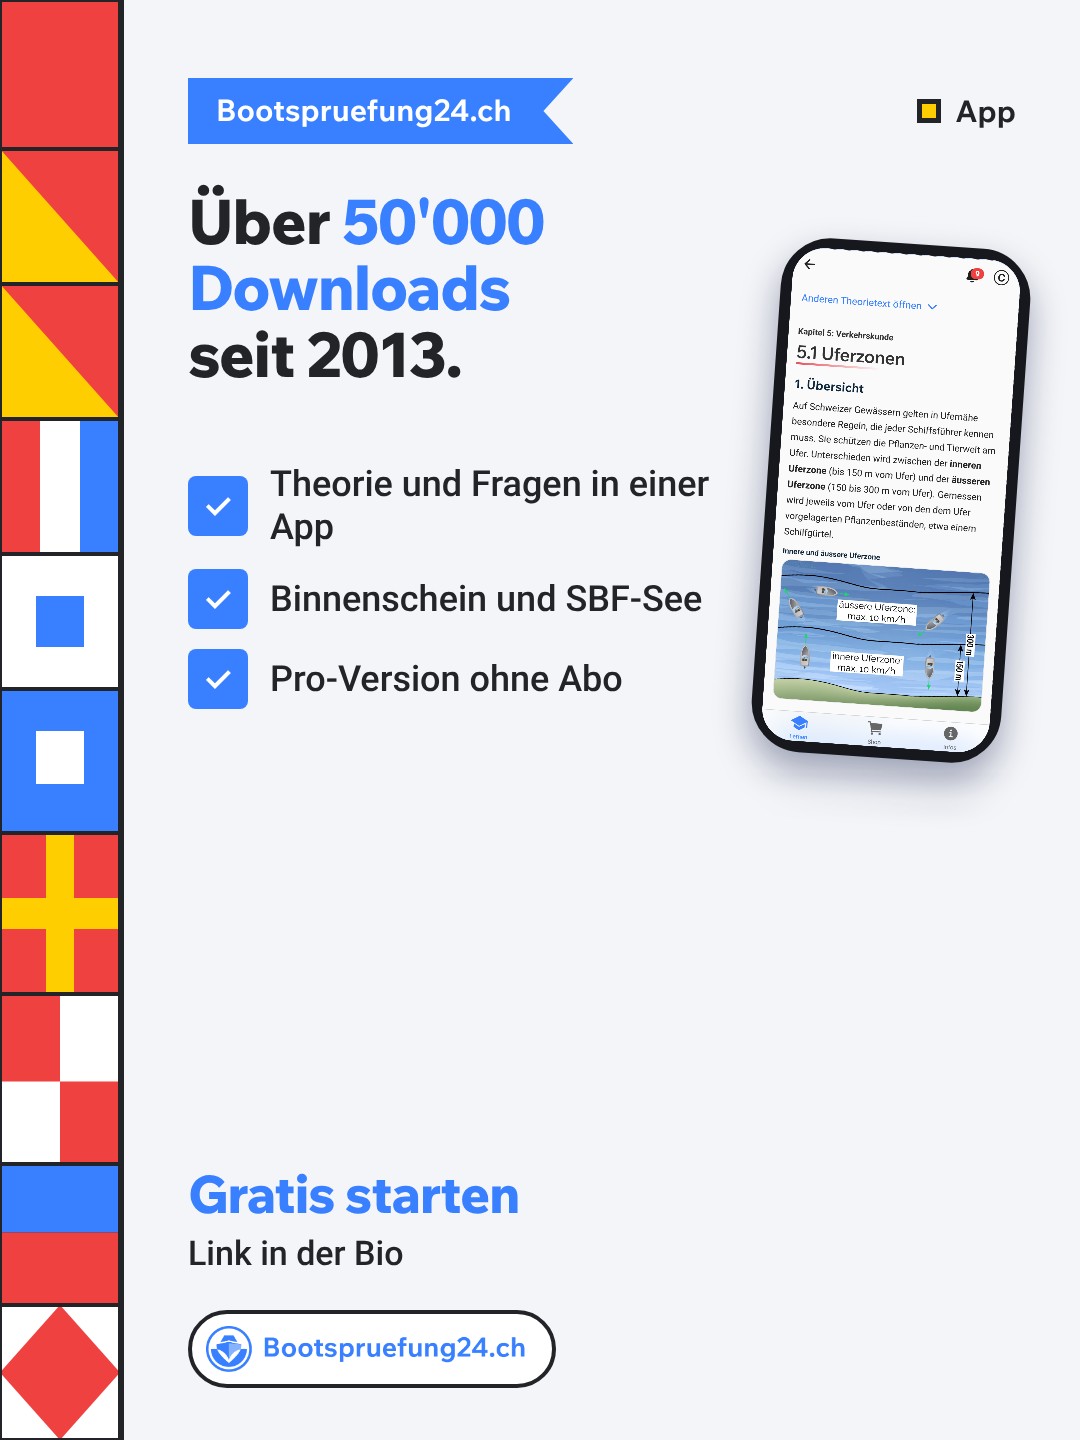 Bootspruefung24.ch
App
Über 50'000
Downloads
seit 2013.
Theorie und Fragen in einer
App
Binnenschein und SBF-See
Pro-Version ohne Abo
9
C
Anderen Theorietext öffnen
Kapitel 5: Verkehrskunde
5.1 Uferzonen
1. Übersicht
Auf Schweizer Gewässern gelten in Ufernähe
besondere Regeln, die jeder Schiffsführer kennen
muss. Sie schützen die Pflanzen- und Tierwelt am
Ufer. Unterschieden wird zwischen der inneren
Uferzone (bis 150 m vom Ufer) und der äusseren
Uferzone (150 bis 300 m vom Ufer). Gemessen
wird jeweils vom Ufer oder von den dem Ufer
vorgelagerten Pflanzenbeständen, etwa einem
Schilfgürtel.
Innere und äussere Uferzone
äussere Uferzone:
max. 10 km/h
300 m
innere Uferzone:
max. 10 km/h
150 m
Lernen
Shop
Infos
Gratis starten
Link in der Bio
Bootspruefung24.ch